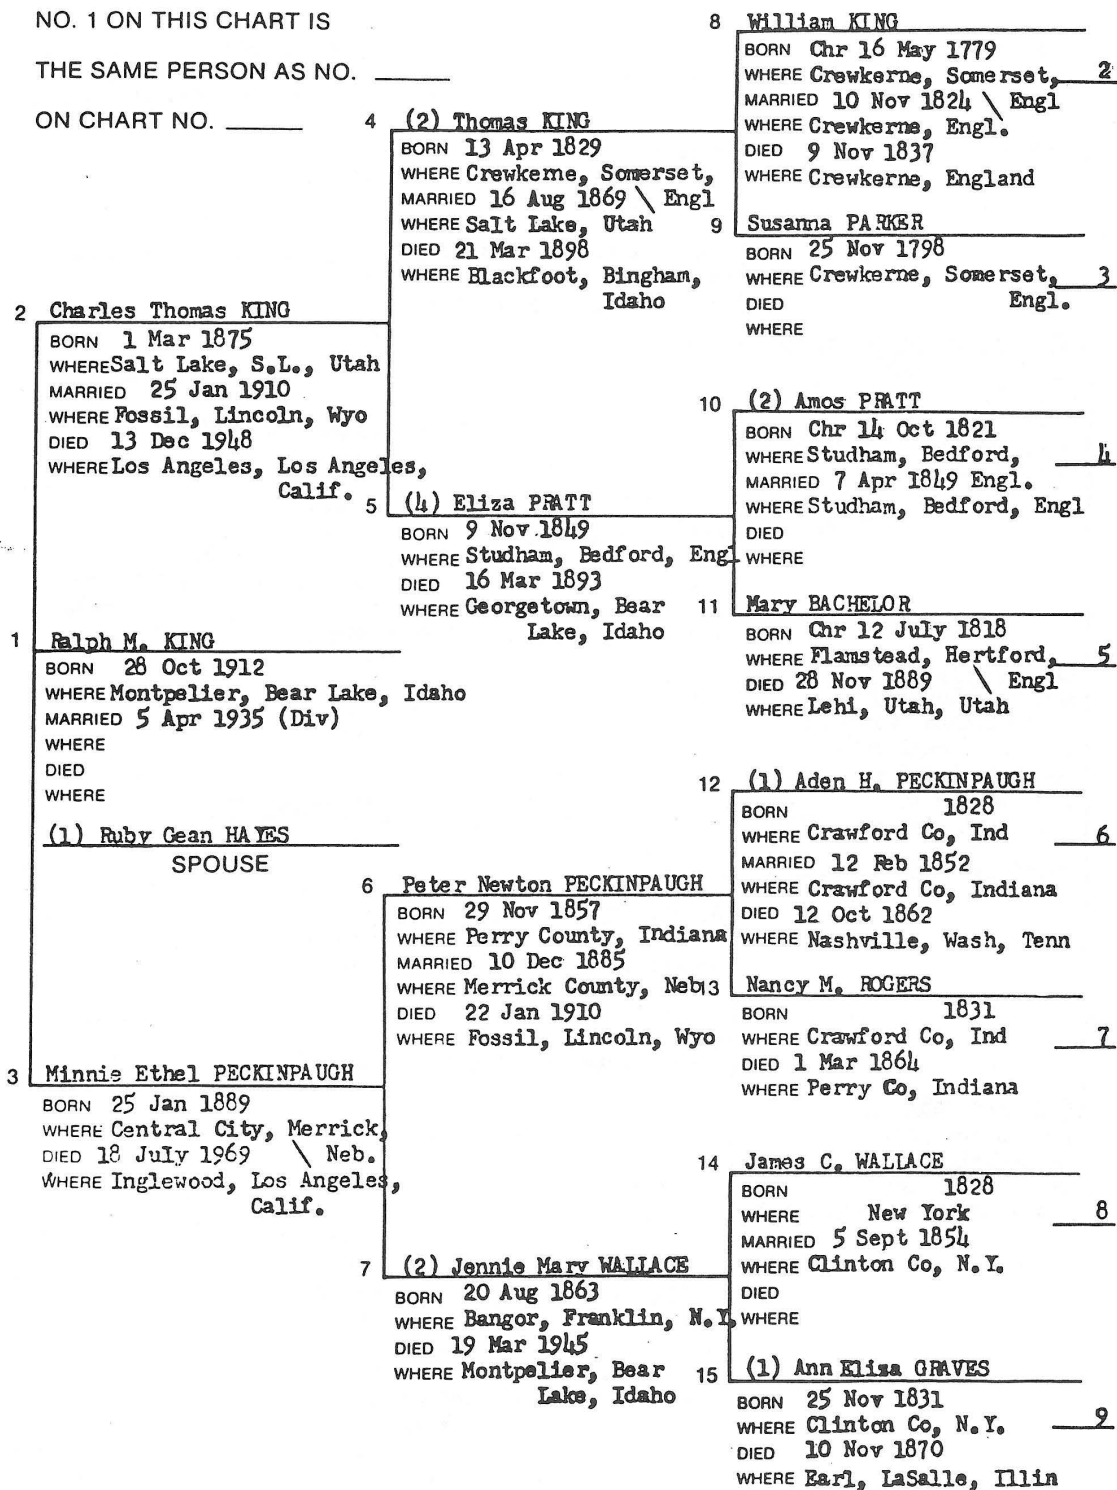 NO. 1 ON THIS CHART IS
THE SAME PERSON AS NO. ______
ON CHART NO. ______
1 Ralph M. KING
BORN 28 Oct 1912
WHERE Montpelier, Bear Lake, Idaho
MARRIED 5 Apr 1935 (Div)
WHERE
DIED
WHERE
(1) Ruby Gean HAYES
SPOUSE
2 Charles Thomas KING
BORN 1 Mar 1875
WHERE Salt Lake, S.L., Utah
MARRIED 25 Jan 1910
WHERE Fossil, Lincoln, Wyo
DIED 13 Dec 1948
WHERE Los Angeles, Los Angeles,
Calif.
3 Minnie Ethel PECKINPAUGH
BORN 25 Jan 1889
WHERE Central City, Merrick,
DIED 18 July 1969 \ Neb.
WHERE Inglewood, Los Angeles,
Calif.
4 (2) Thomas KING
BORN 13 Apr 1829
WHERE Crewkerne, Somerset,
MARRIED 16 Aug 1869 \ Engl
WHERE Salt Lake, Utah
DIED 21 Mar 1898
WHERE Blackfoot, Bingham,
Idaho
5 (4) Eliza PRATT
BORN 9 Nov 1849
WHERE Studham, Bedford, Engl
DIED 16 Mar 1893
WHERE Georgetown, Bear
Lake, Idaho
6 Peter Newton PECKINPAUGH
BORN 29 Nov 1857
WHERE Perry County, Indiana
MARRIED 10 Dec 1885
WHERE Merrick County, Neb
DIED 22 Jan 1910
WHERE Fossil, Lincoln, Wyo
7 (2) Jennie Mary WALLACE
BORN 20 Aug 1863
WHERE Bangor, Franklin, N.Y.
DIED 19 Mar 1945
WHERE Montpelier, Bear
Lake, Idaho
8 William KING
BORN Chr 16 May 1779
WHERE Crewkerne, Somerset, 2
MARRIED 10 Nov 1824 \ Engl
WHERE Crewkerne, Engl.
DIED 9 Nov 1837
WHERE Crewkerne, England
9 Susanna PARKER
BORN 25 Nov 1798
WHERE Crewkerne, Somerset, 3
DIED Engl.
WHERE
10 (2) Amos PRATT
BORN Chr 14 Oct 1821
WHERE Studham, Bedford, 4
MARRIED 7 Apr 1849 Engl.
WHERE Studham, Bedford, Engl
DIED
WHERE
11 Mary BACHELOR
BORN Chr 12 July 1818
WHERE Flamstead, Hertford, 5
DIED 28 Nov 1889 \ Engl
WHERE Lehi, Utah, Utah
12 (1) Aden H. PECKINPAUGH
BORN 1828
WHERE Crawford Co, Ind 6
MARRIED 12 Feb 1852
WHERE Crawford Co, Indiana
DIED 12 Oct 1862
WHERE Nashville, Wash, Tenn
13 Nancy M. ROGERS
BORN 1831
WHERE Crawford Co, Ind 7
DIED 1 Mar 1864
WHERE Perry Co, Indiana
14 James C. WALLACE
BORN 1828
WHERE New York 8
MARRIED 5 Sept 1854
WHERE Clinton Co, N.Y.
DIED
WHERE
15 (1) Ann Eliza GRAVES
BORN 25 Nov 1831
WHERE Clinton Co, N.Y. 9
DIED 10 Nov 1870
WHERE Earl, LaSalle, Illin